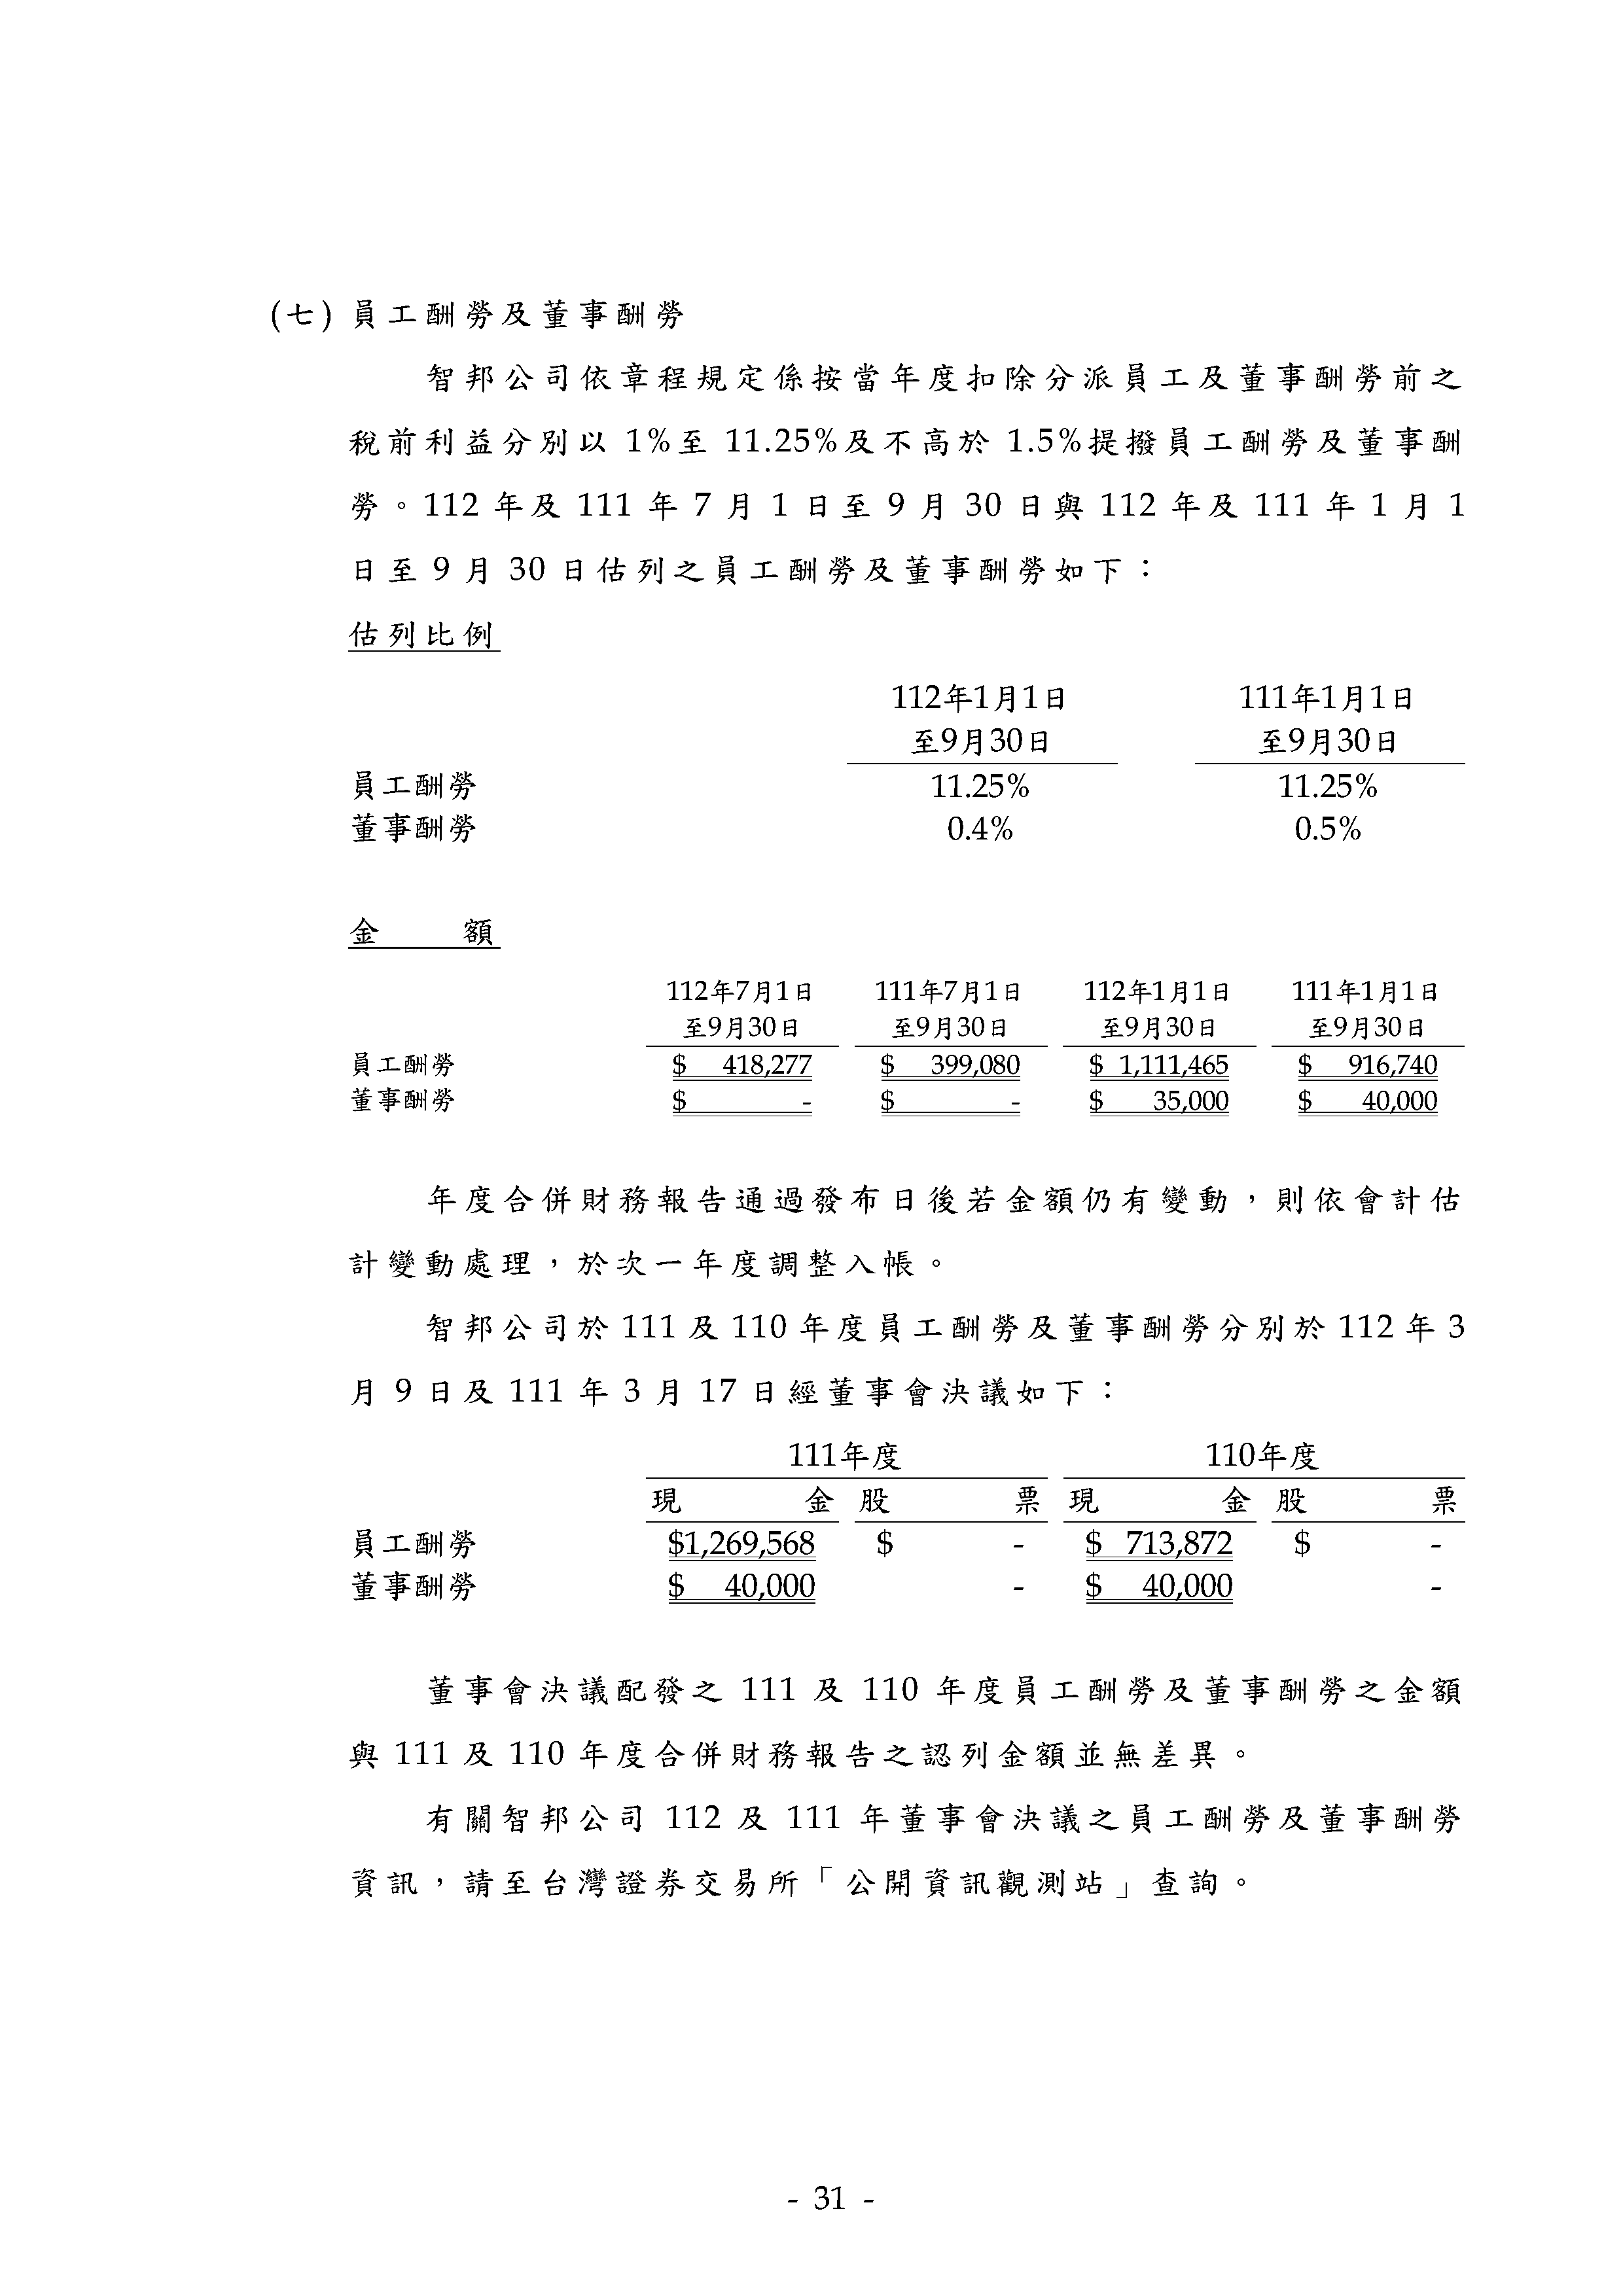 (七) 員工酬勞及董事酬勞
智邦公司依章程規定係按當年度扣除分派員工及董事酬勞前之
稅前利益分別以 1%至 11.25%及不高於 1.5%提撥員工酬勞及董事酬
勞。112 年及 111 年 7 月 1 日至 9 月 30 日與 112 年及 111 年 1 月 1
日至 9 月 30 日估列之員工酬勞及董事酬勞如下：
估列比例
112年1月1日 111年1月1日
至9月30日 至9月30日
員工酬勞 11.25% 11.25%
董事酬勞 0.4% 0.5%
金 額
112年7月1日 111年7月1日 112年1月1日 111年1月1日
至9月30日 至9月30日 至9月30日 至9月30日
員工酬勞 $ 418,277 $ 399,080 $ 1,111,465 $ 916,740
董事酬勞 $ - $ - $ 35,000 $ 40,000
年度合併財務報告通過發布日後若金額仍有變動，則依會計估
計變動處理，於次一年度調整入帳。
智邦公司於 111 及 110 年度員工酬勞及董事酬勞分別於 112 年 3
月 9 日及 111 年 3 月 17 日經董事會決議如下：
111年度 110年度
現 金 股 票 現 金 股 票
員工酬勞 $1,269,568 $ - $ 713,872 $ -
董事酬勞 $ 40,000 - $ 40,000 -
董事會決議配發之 111 及 110 年度員工酬勞及董事酬勞之金額
與 111 及 110 年度合併財務報告之認列金額並無差異。
有關智邦公司 112 及 111 年董事會決議之員工酬勞及董事酬勞
資訊，請至台灣證券交易所「公開資訊觀測站」查詢。
- 31 -